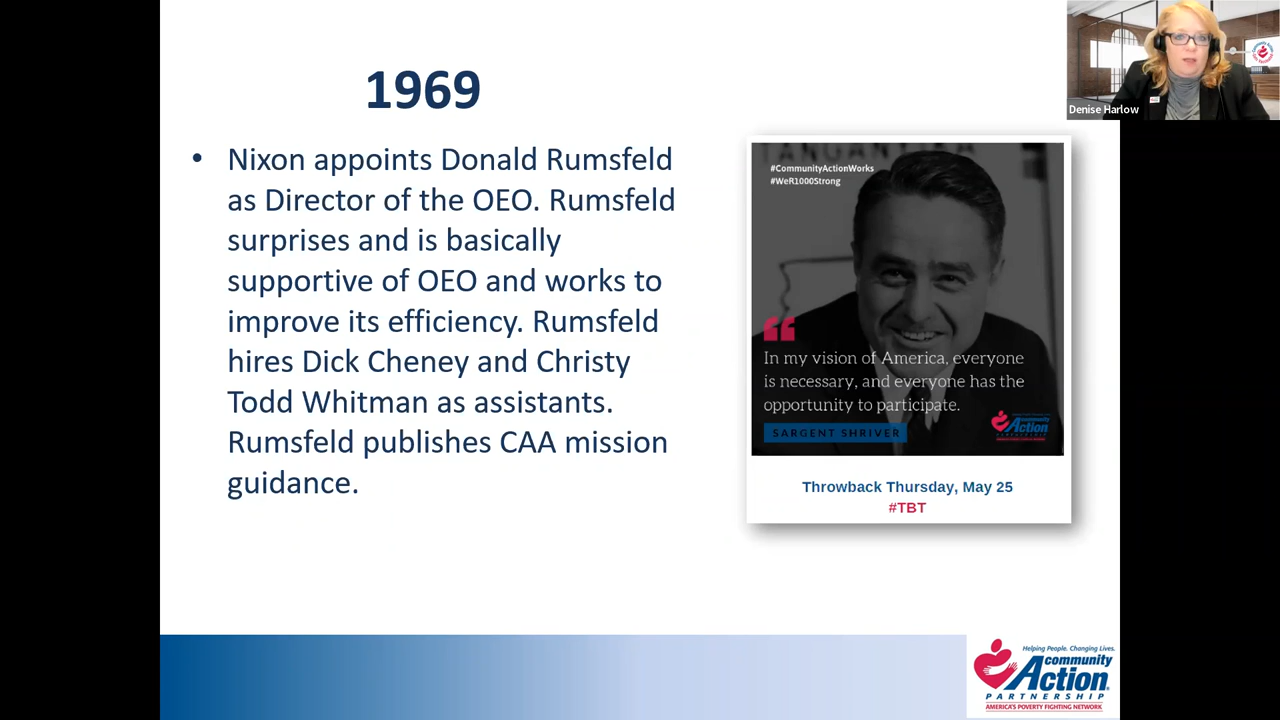 1969
• Nixon appoints Donald Rumsfeld
as Director of the OEO. Rumsfeld
surprises and is basically
supportive of OEO and works to
improve its efficiency. Rumsfeld
hires Dick Cheney and Christy
Todd Whitman as assistants.
Rumsfeld publishes CAA mission
guidance.
#CommunityActionWorks
#WeR1000Strong
In my vision of America, everyone
is necessary, and everyone has the
opportunity to participate.
SARGENT SHRIVER
community
Action
PARTNERSHIP
Throwback Thursday, May 25
#TBT
Denise Harlow
Helping People. Changing Lives.
community
Action
PARTNERSHIP
AMERICA'S POVERTY FIGHTING NETWORK